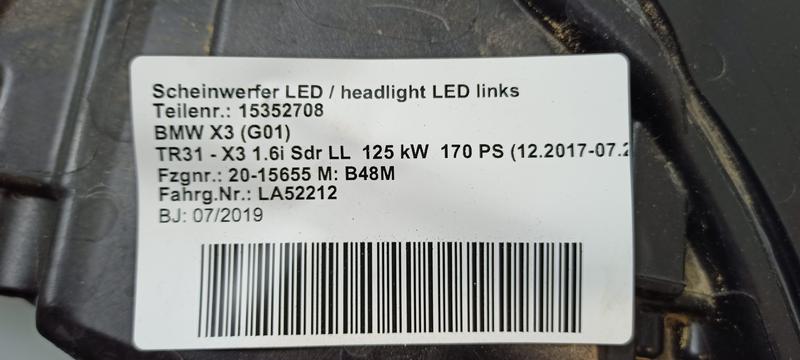 Scheinwerfer LED / headlight LED links
Teilenr.: 15352708
BMW X3 (G01)
TR31 - X3 1.6i Sdr LL 125 kW 170 PS (12.2017-07.2
Fzgnr.: 20-15655 M: B48M
Fahrg.Nr.: LA52212
BJ: 07/2019